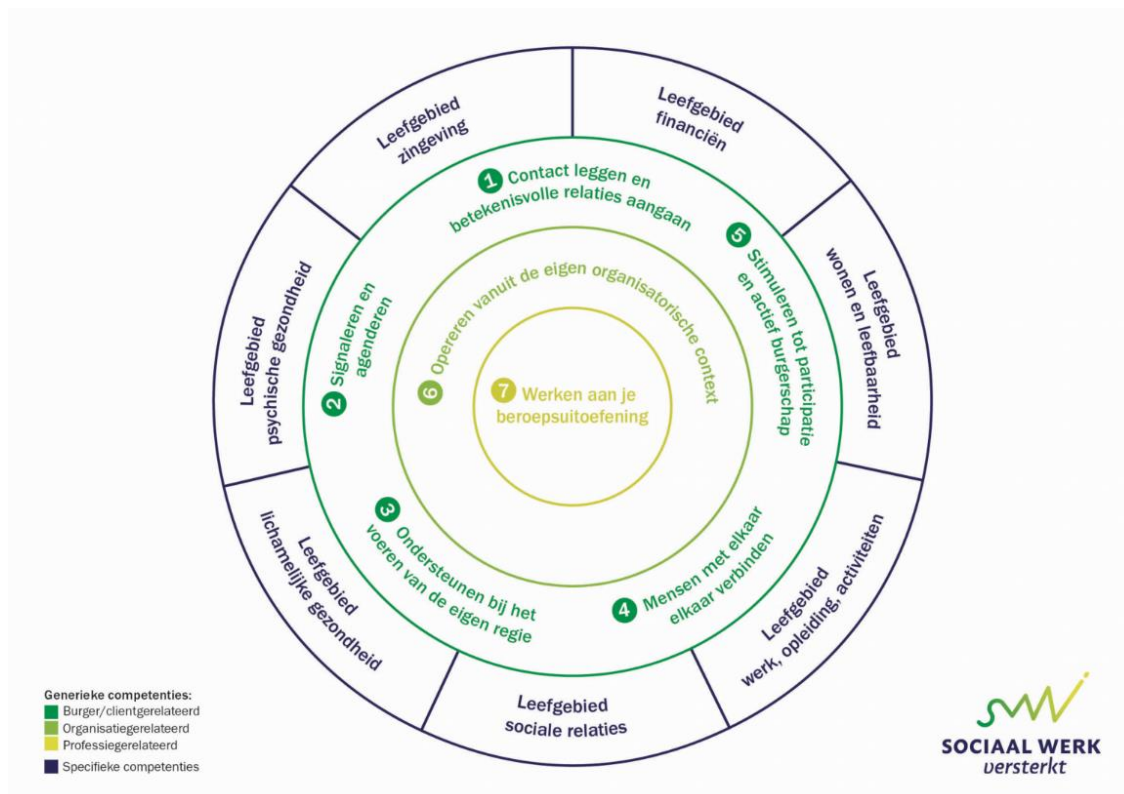 Leefgebied
zingeving
Leefgebied
financiën
Leefgebied
wonen en leefbaarheid
Leefgebied
werk, opleiding, activiteiten
Leefgebied
sociale relaties
Leefgebied
lichamelijke gezondheid
Leefgebied
psychische gezondheid
1 Contact leggen en
betekenisvolle relaties aangaan
2 Signaleren en
agenderen
3 Ondersteunen bij het
voeren van de eigen regie
4 Mensen met elkaar
elkaar verbinden
5 Stimuleren tot participatie
en actief burgerschap
6 Opereren vanuit de eigen organisatorische context
7 Werken aan je
beroepsuitoefening
Generieke competenties:
Burger/clientgerelateerd
Organisatiegerelateerd
Professiegerelateerd
Specifieke competenties
SOCIAAL WERK
versterkt